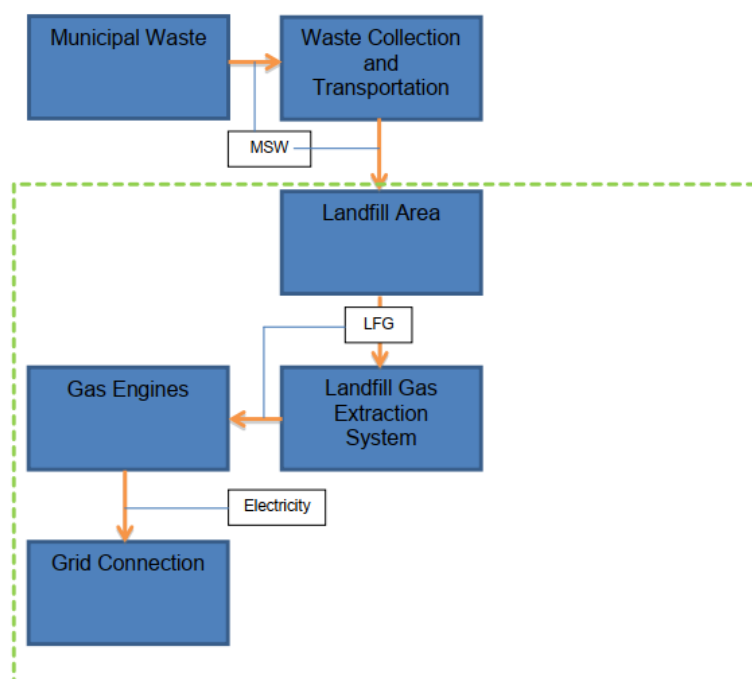 Municipal Waste
Waste Collection
and
Transportation
MSW
Landfill Area
LFG
Gas Engines
Landfill Gas
Extraction
System
Electricity
Grid Connection